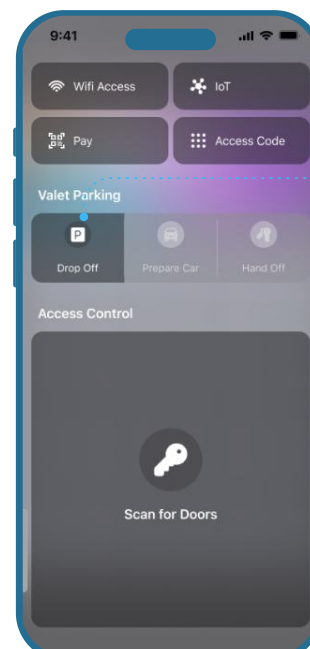 9:41
Wifi Access
IoT
Pay
Access Code
Valet Parking
P
Drop Off
Prepare Car
Hand Off
Access Control
Scan for Doors